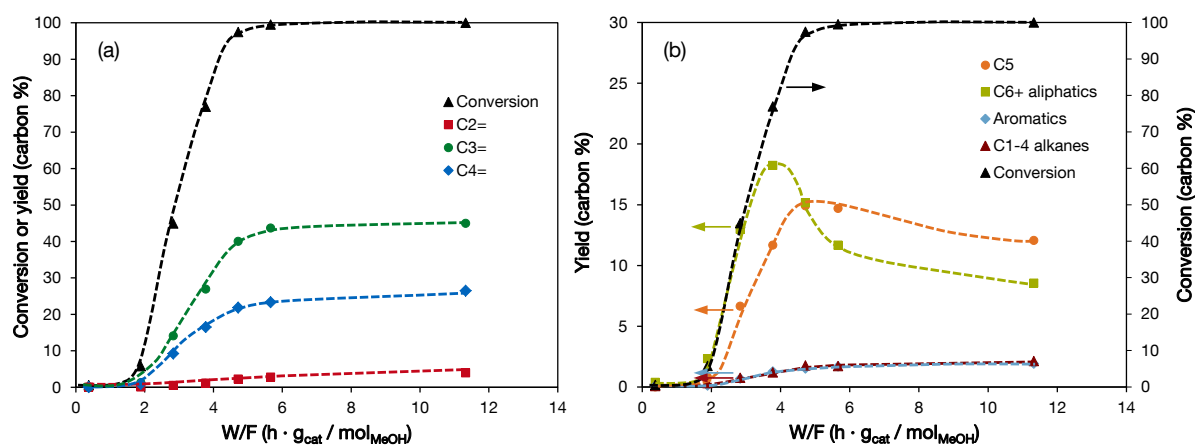 (a)
Conversion or yield (carbon %)
100
90
80
70
60
50
40
30
20
10
0
Conversion
C2=
C3=
C4=
0 2 4 6 8 10 12 14
W/F (h · gcat / molMeOH)
(b)
Yield (carbon %)
30
25
20
15
10
5
0
C5
C6+ aliphatics
Aromatics
C1-4 alkanes
Conversion
100
90
80
70
60
50
40
30
20
10
0
Conversion (carbon %)
0 2 4 6 8 10 12 14
W/F (h · gcat / molMeOH)